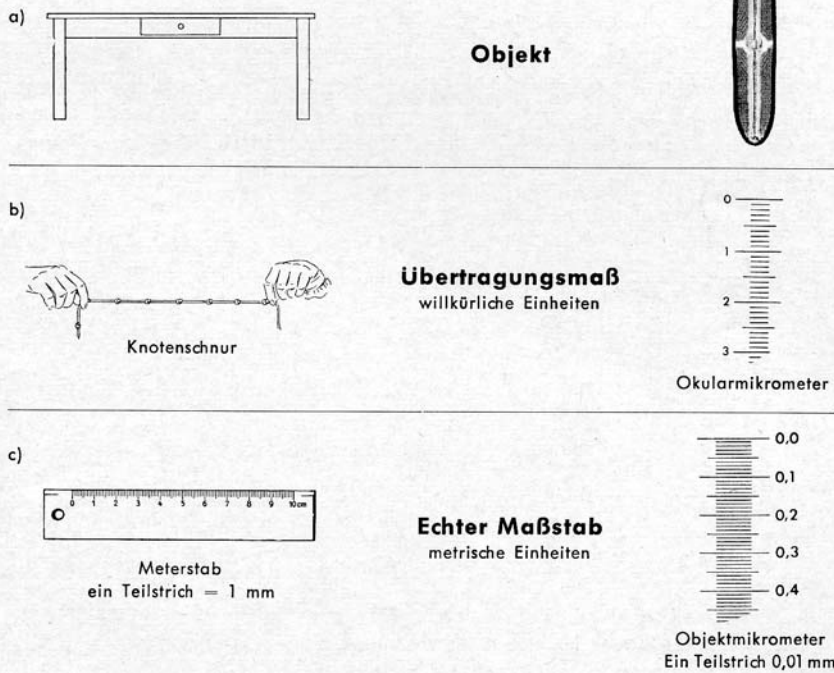 a)
Objekt
b)
Knotenschnur
Übertragungsmaß
willkürliche Einheiten
0
1
2
3
Okularmikrometer
c)
0 1 2 3 4 5 6 7 8 9 10 cm
Meterstab
ein Teilstrich = 1 mm
Echter Maßstab
metrische Einheiten
0,0
0,1
0,2
0,3
0,4
Objektmikrometer
Ein Teilstrich 0,01 mm